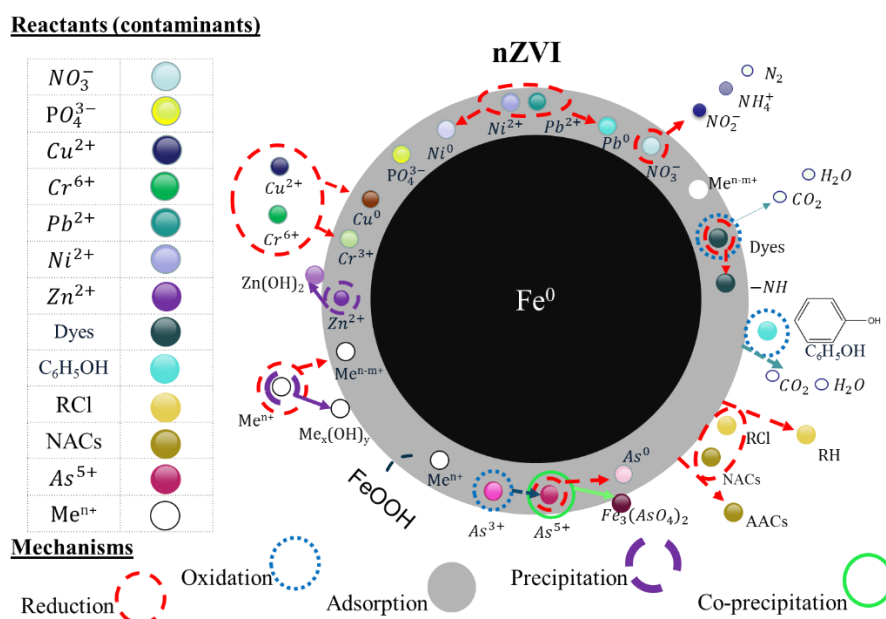 Reactants (contaminants)
NO₃⁻
PO₄³⁻
Cu²⁺
Cr⁶⁺
Pb²⁺
Ni²⁺
Zn²⁺
Dyes
C₆H₅OH
RCl
NACs
As⁵⁺
Meⁿ⁺
nZVI
Fe⁰
Ni²⁺
Pb²⁺
Ni⁰
Pb⁰
PO₄³⁻
NO₃⁻
N₂
NH₄⁺
NO₂⁻
Cu²⁺
Cr⁶⁺
Cu⁰
Cr³⁺
Meⁿ⁻ᵐ⁺
H₂O
CO₂
Dyes
−NH
Zn(OH)₂
Zn²⁺
OH
C₆H₅OH
CO₂
H₂O
Meⁿ⁺
Meⁿ⁻ᵐ⁺
Meₓ(OH)ᵧ
RCl
RH
NACs
AACs
FeOOH
Meⁿ⁺
As³⁺
As⁵⁺
As⁰
Fe₃(AsO₄)₂
Mechanisms
Reduction
Oxidation
Adsorption
Precipitation
Co-precipitation